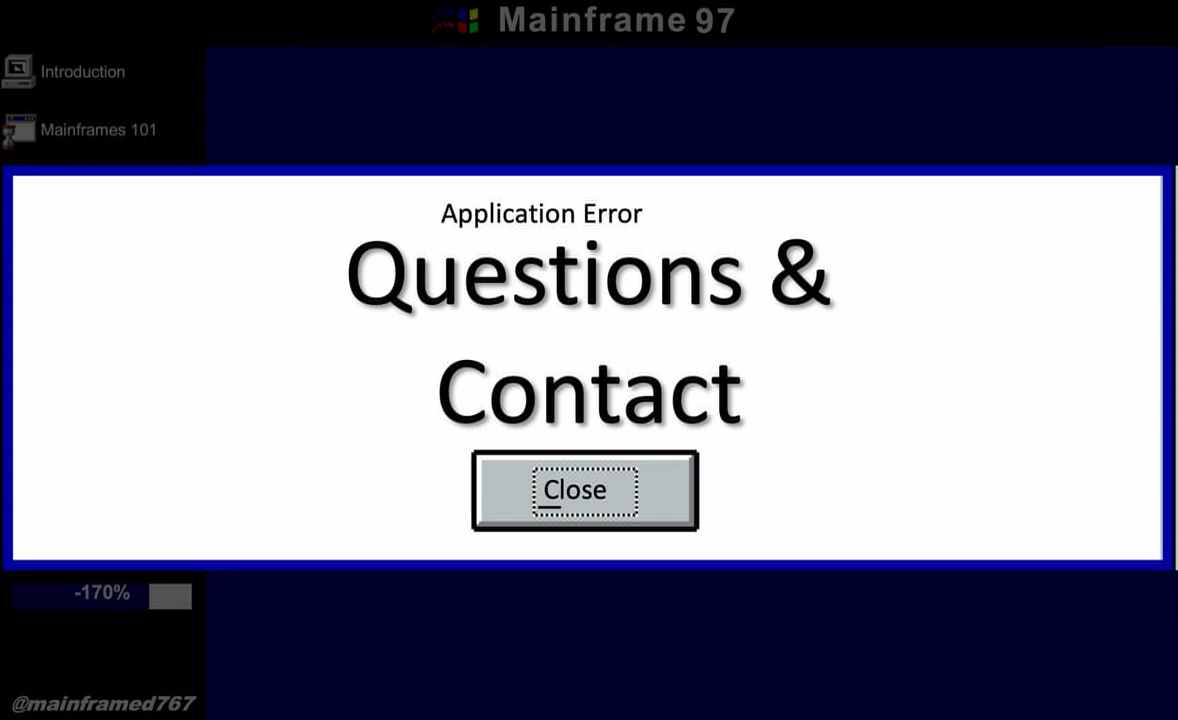 Mainframe 97
Introduction
Mainframes 101
Application Error
Questions &
Contact
Close
-170%
@mainframed767